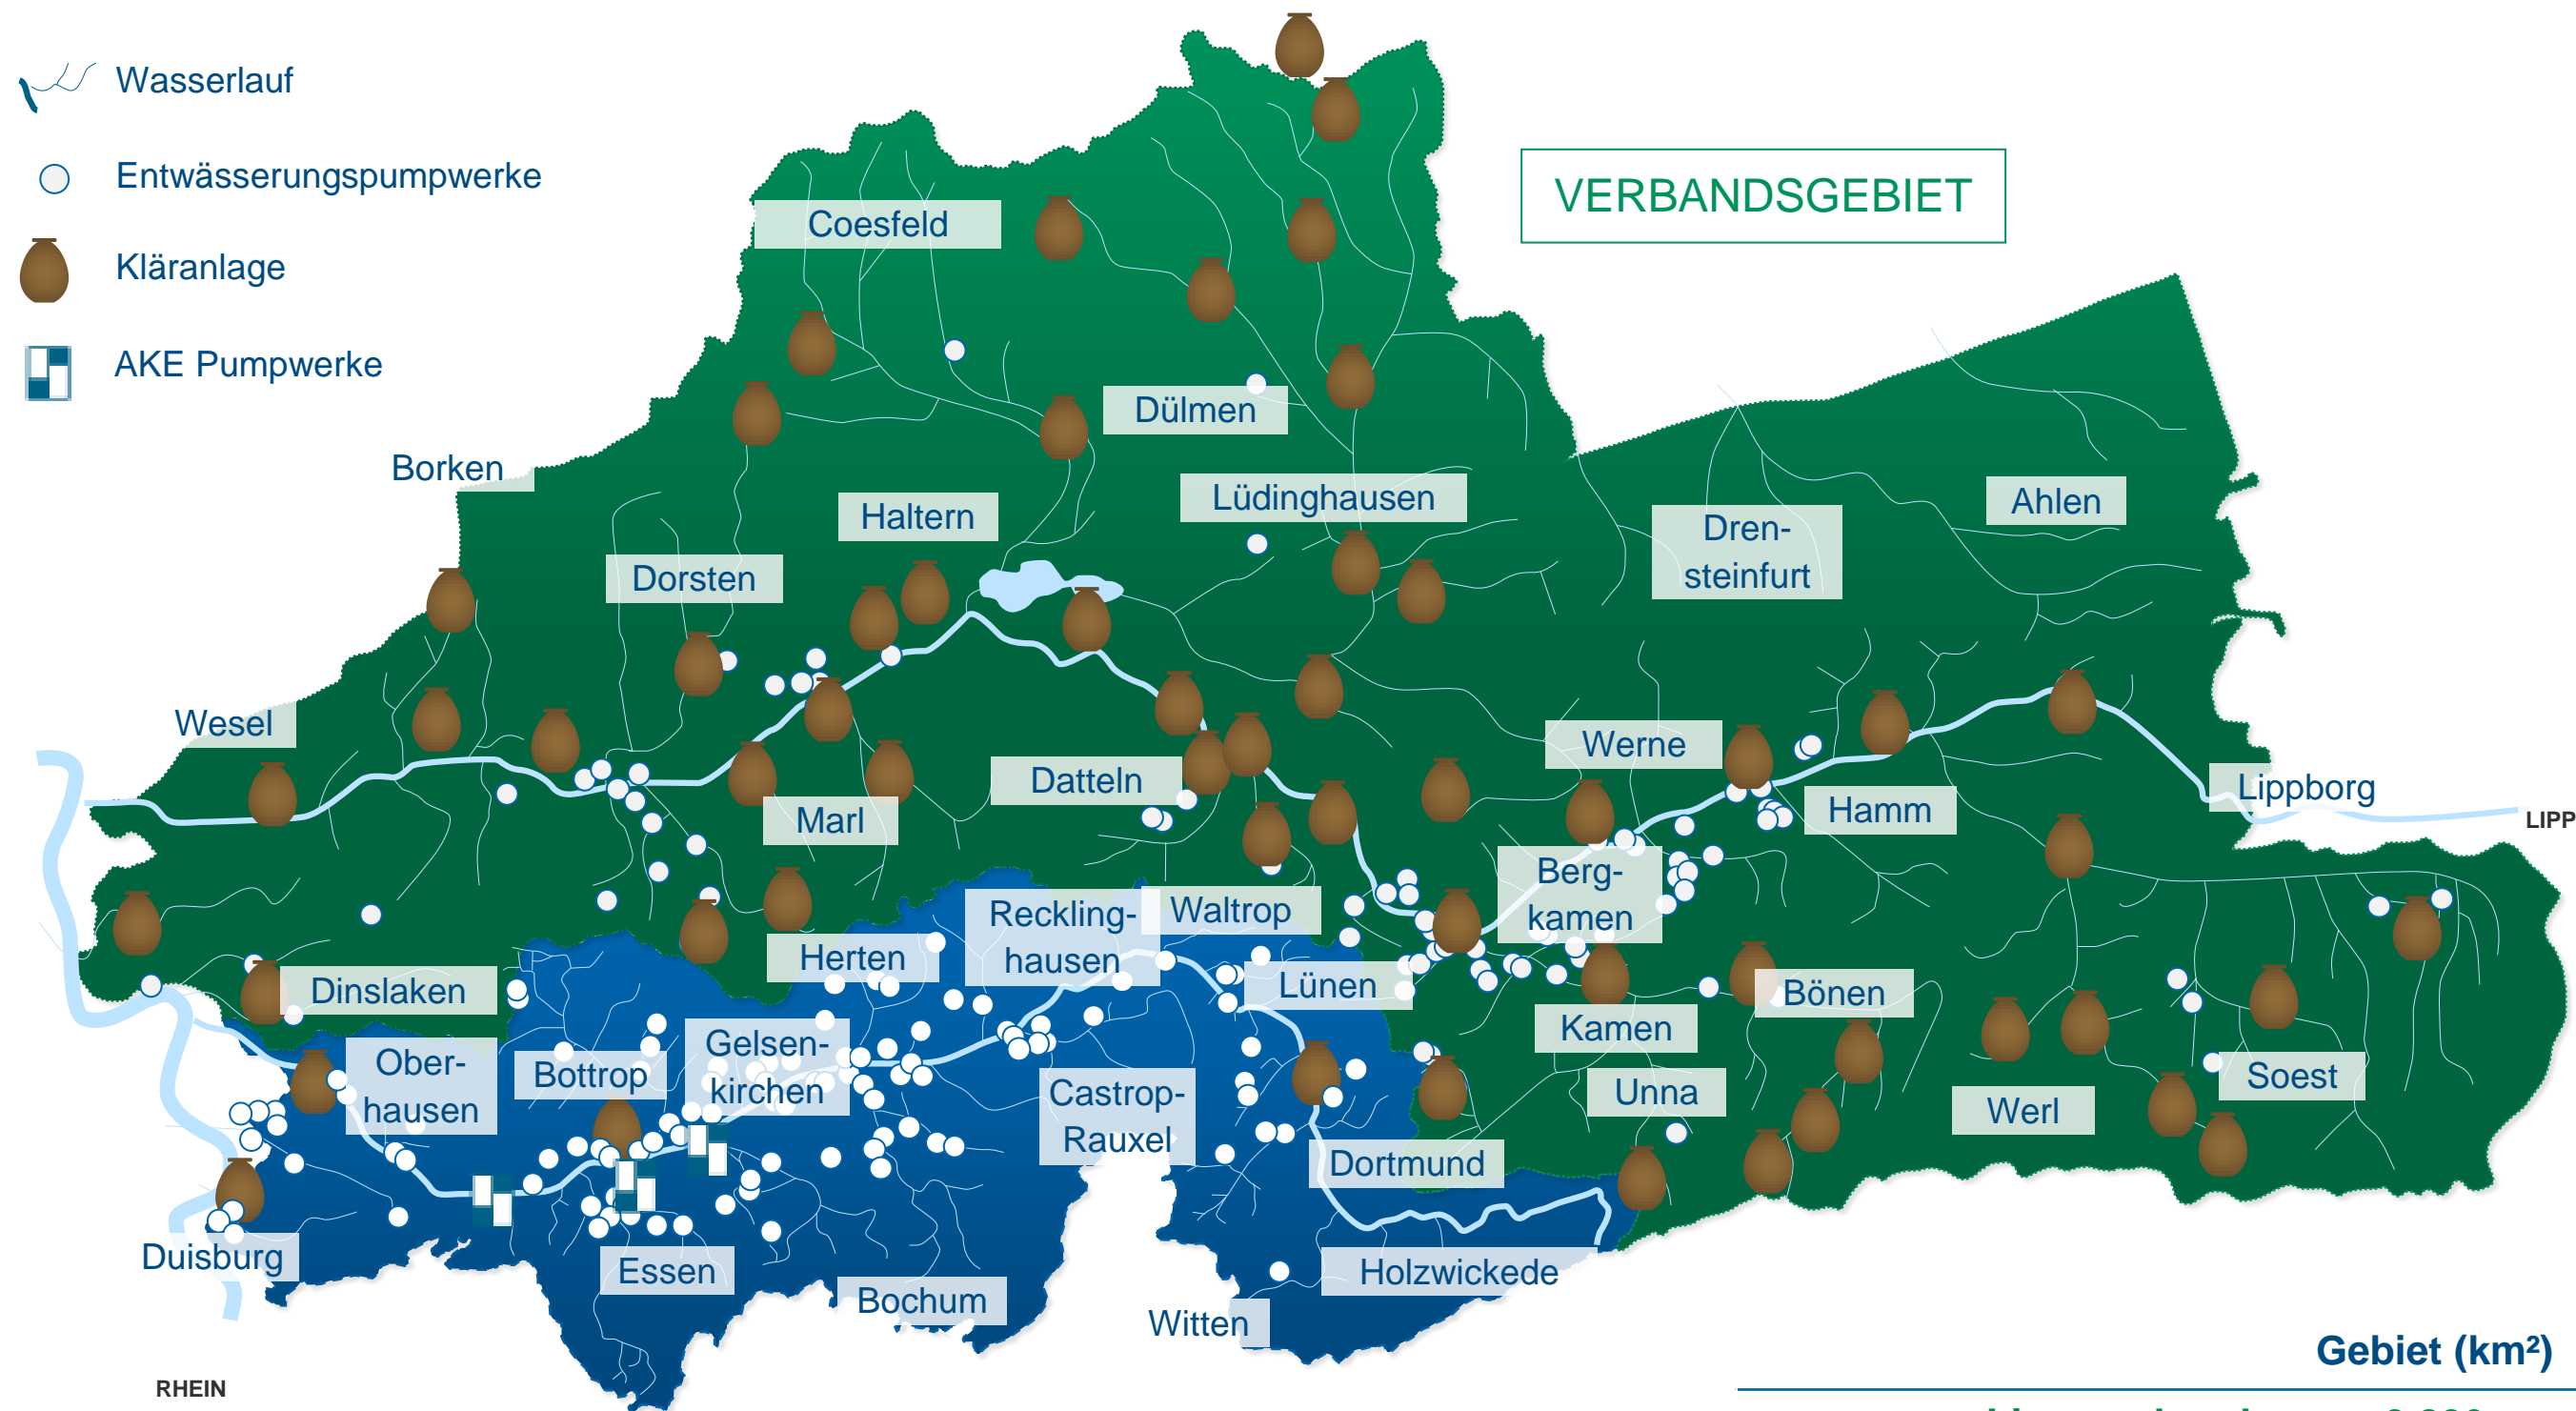 Wasserlauf
Entwässerungspumpwerke
Kläranlage
AKE Pumpwerke
VERBANDSGEBIET
Coesfeld
Dülmen
Borken
Lüdinghausen
Ahlen
Haltern
Dren-
steinfurt
Dorsten
Wesel
Werne
Datteln
Lippborg
Marl
Hamm
LIPP
Berg-
kamen
Reckling-
hausen
Waltrop
Herten
Dinslaken
Lünen
Bönen
Kamen
Gelsen-
kirchen
Ober-
hausen
Bottrop
Castrop-
Rauxel
Unna
Soest
Werl
Dortmund
Duisburg
Essen
Holzwickede
Bochum
Witten
Gebiet (km²)
RHEIN